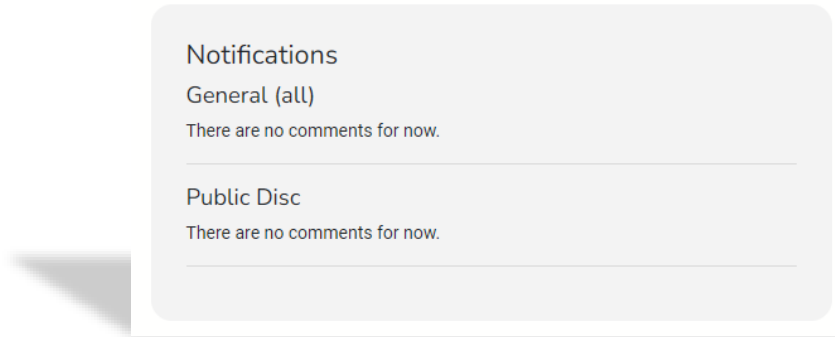 Notifications
General (all)
There are no comments for now.
Public Disc
There are no comments for now.